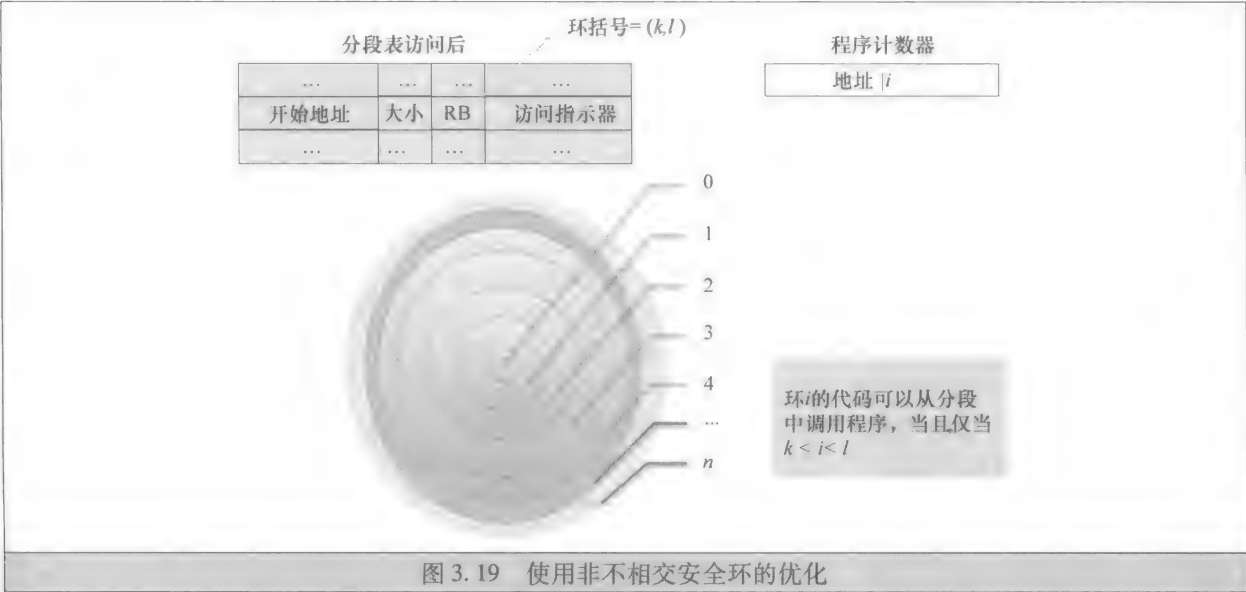 环括号= (k,l)
分段表访问后
程序计数器
... ... ... ...
开始地址 大小 RB 访问指示器
... ... ... ...
地址 |i
0
1
2
3
4
...
n
环i的代码可以从分段
中调用程序，当且仅当
k < i< l
图 3.19 使用非不相交安全环的优化